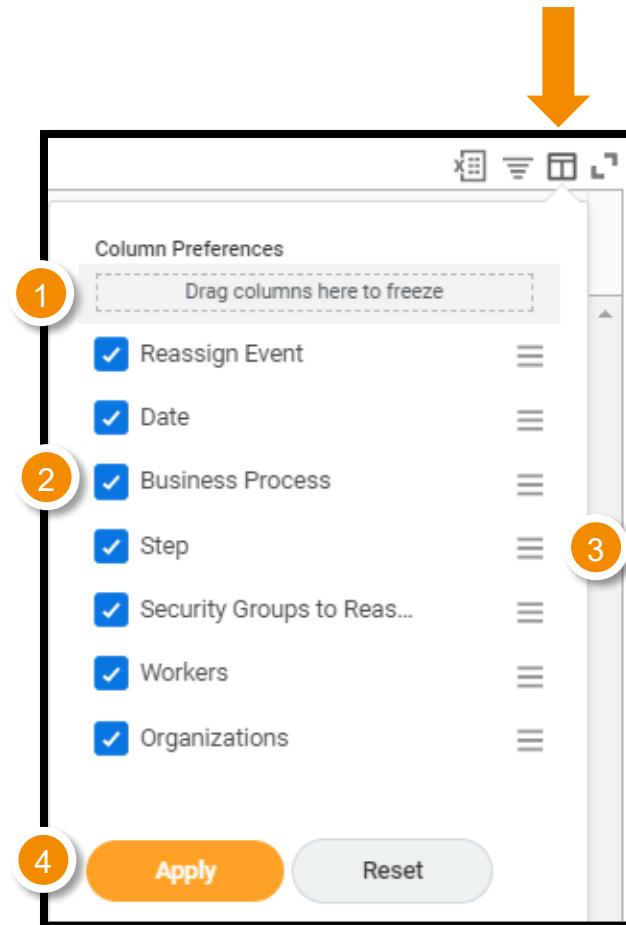 Column Preferences
1
Drag columns here to freeze
Reassign Event
Date
2
Business Process
Step
3
Security Groups to Reas...
Workers
Organizations
4
Apply
Reset